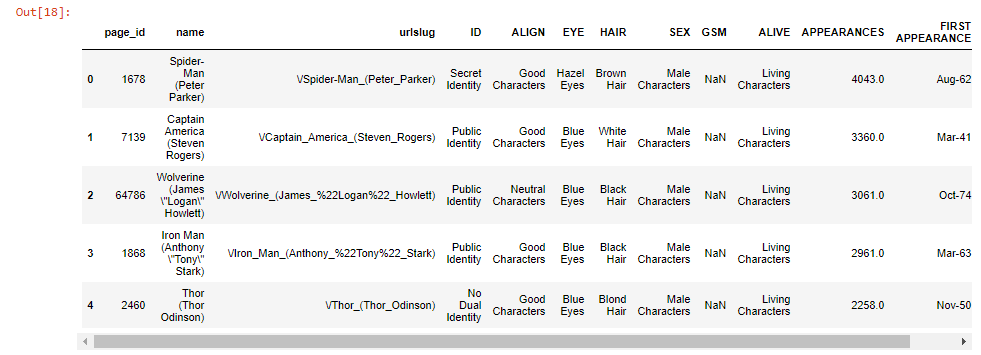 Out[18]:
page_id name urlslug ID ALIGN EYE HAIR SEX GSM ALIVE APPEARANCES FIRST APPEARANCE
0 1678 Spider-Man (Peter Parker) \/Spider-Man_(Peter_Parker) Secret Identity Good Characters Hazel Eyes Brown Hair Male Characters NaN Living Characters 4043.0 Aug-62
1 7139 Captain America (Steven Rogers) \/Captain_America_(Steven_Rogers) Public Identity Good Characters Blue Eyes White Hair Male Characters NaN Living Characters 3360.0 Mar-41
2 64786 Wolverine (James \"Logan\" Howlett) \/Wolverine_(James_%22Logan%22_Howlett) Public Identity Neutral Characters Blue Eyes Black Hair Male Characters NaN Living Characters 3061.0 Oct-74
3 1868 Iron Man (Anthony \"Tony\" Stark) \/Iron_Man_(Anthony_%22Tony%22_Stark) Public Identity Good Characters Blue Eyes Black Hair Male Characters NaN Living Characters 2961.0 Mar-63
4 2460 Thor (Thor Odinson) \/Thor_(Thor_Odinson) No Dual Identity Good Characters Blue Eyes Blond Hair Male Characters NaN Living Characters 2258.0 Nov-50